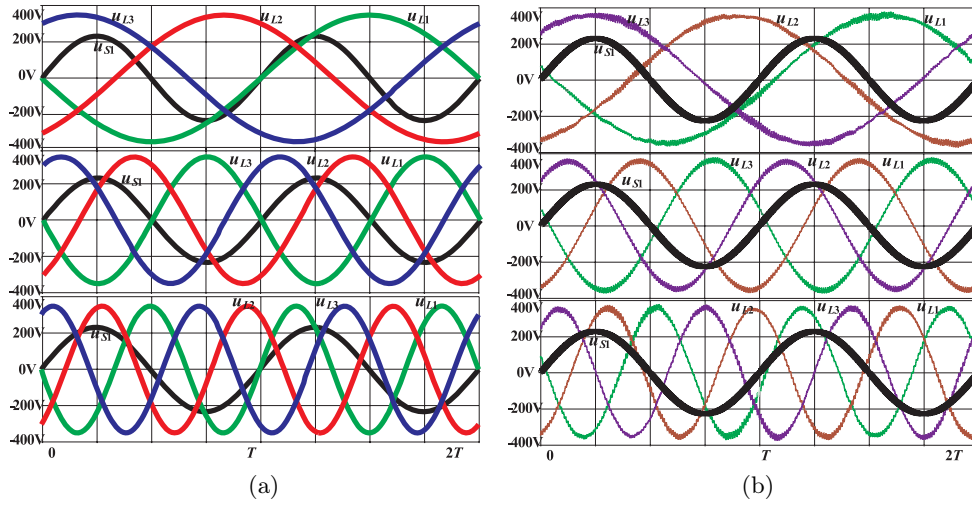 400V u_L3 u_L2 u_L1
200V u_S1
0V
-200V
-400V
400V u_L3 u_L2 u_L1
200V u_S1
0V
-200V
-400V
400V u_L2 u_L3 u_L1
200V u_S1
0V
-200V
-400V
0 T 2T
(a)
400V u_L3 u_L2 u_L1
200V u_S1
0V
-200V
-400V
400V u_L3 u_L2 u_L1
200V u_S1
0V
-200V
400V
400V u_L2 u_L3 u_L1
200V u_S1
0V
-200V
-400V
0 T 2T
(b)